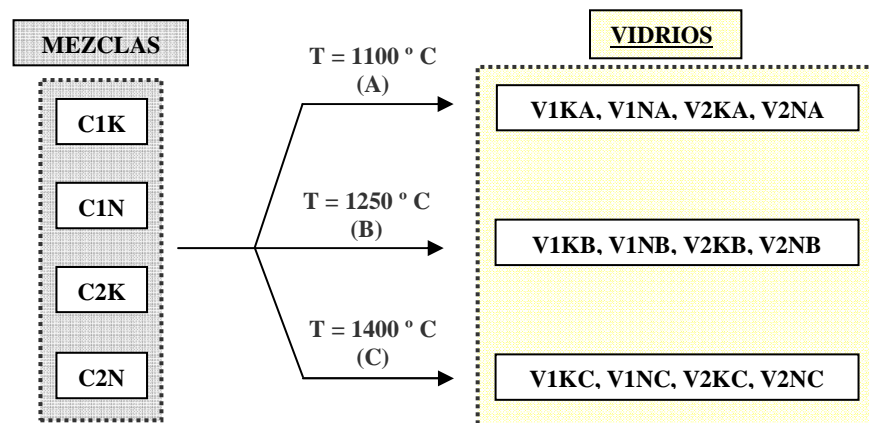 MEZCLAS
C1K
C1N
C2K
C2N
T = 1100 º C
(A)
T = 1250 º C
(B)
T = 1400 º C
(C)
VIDRIOS
V1KA, V1NA, V2KA, V2NA
V1KB, V1NB, V2KB, V2NB
V1KC, V1NC, V2KC, V2NC